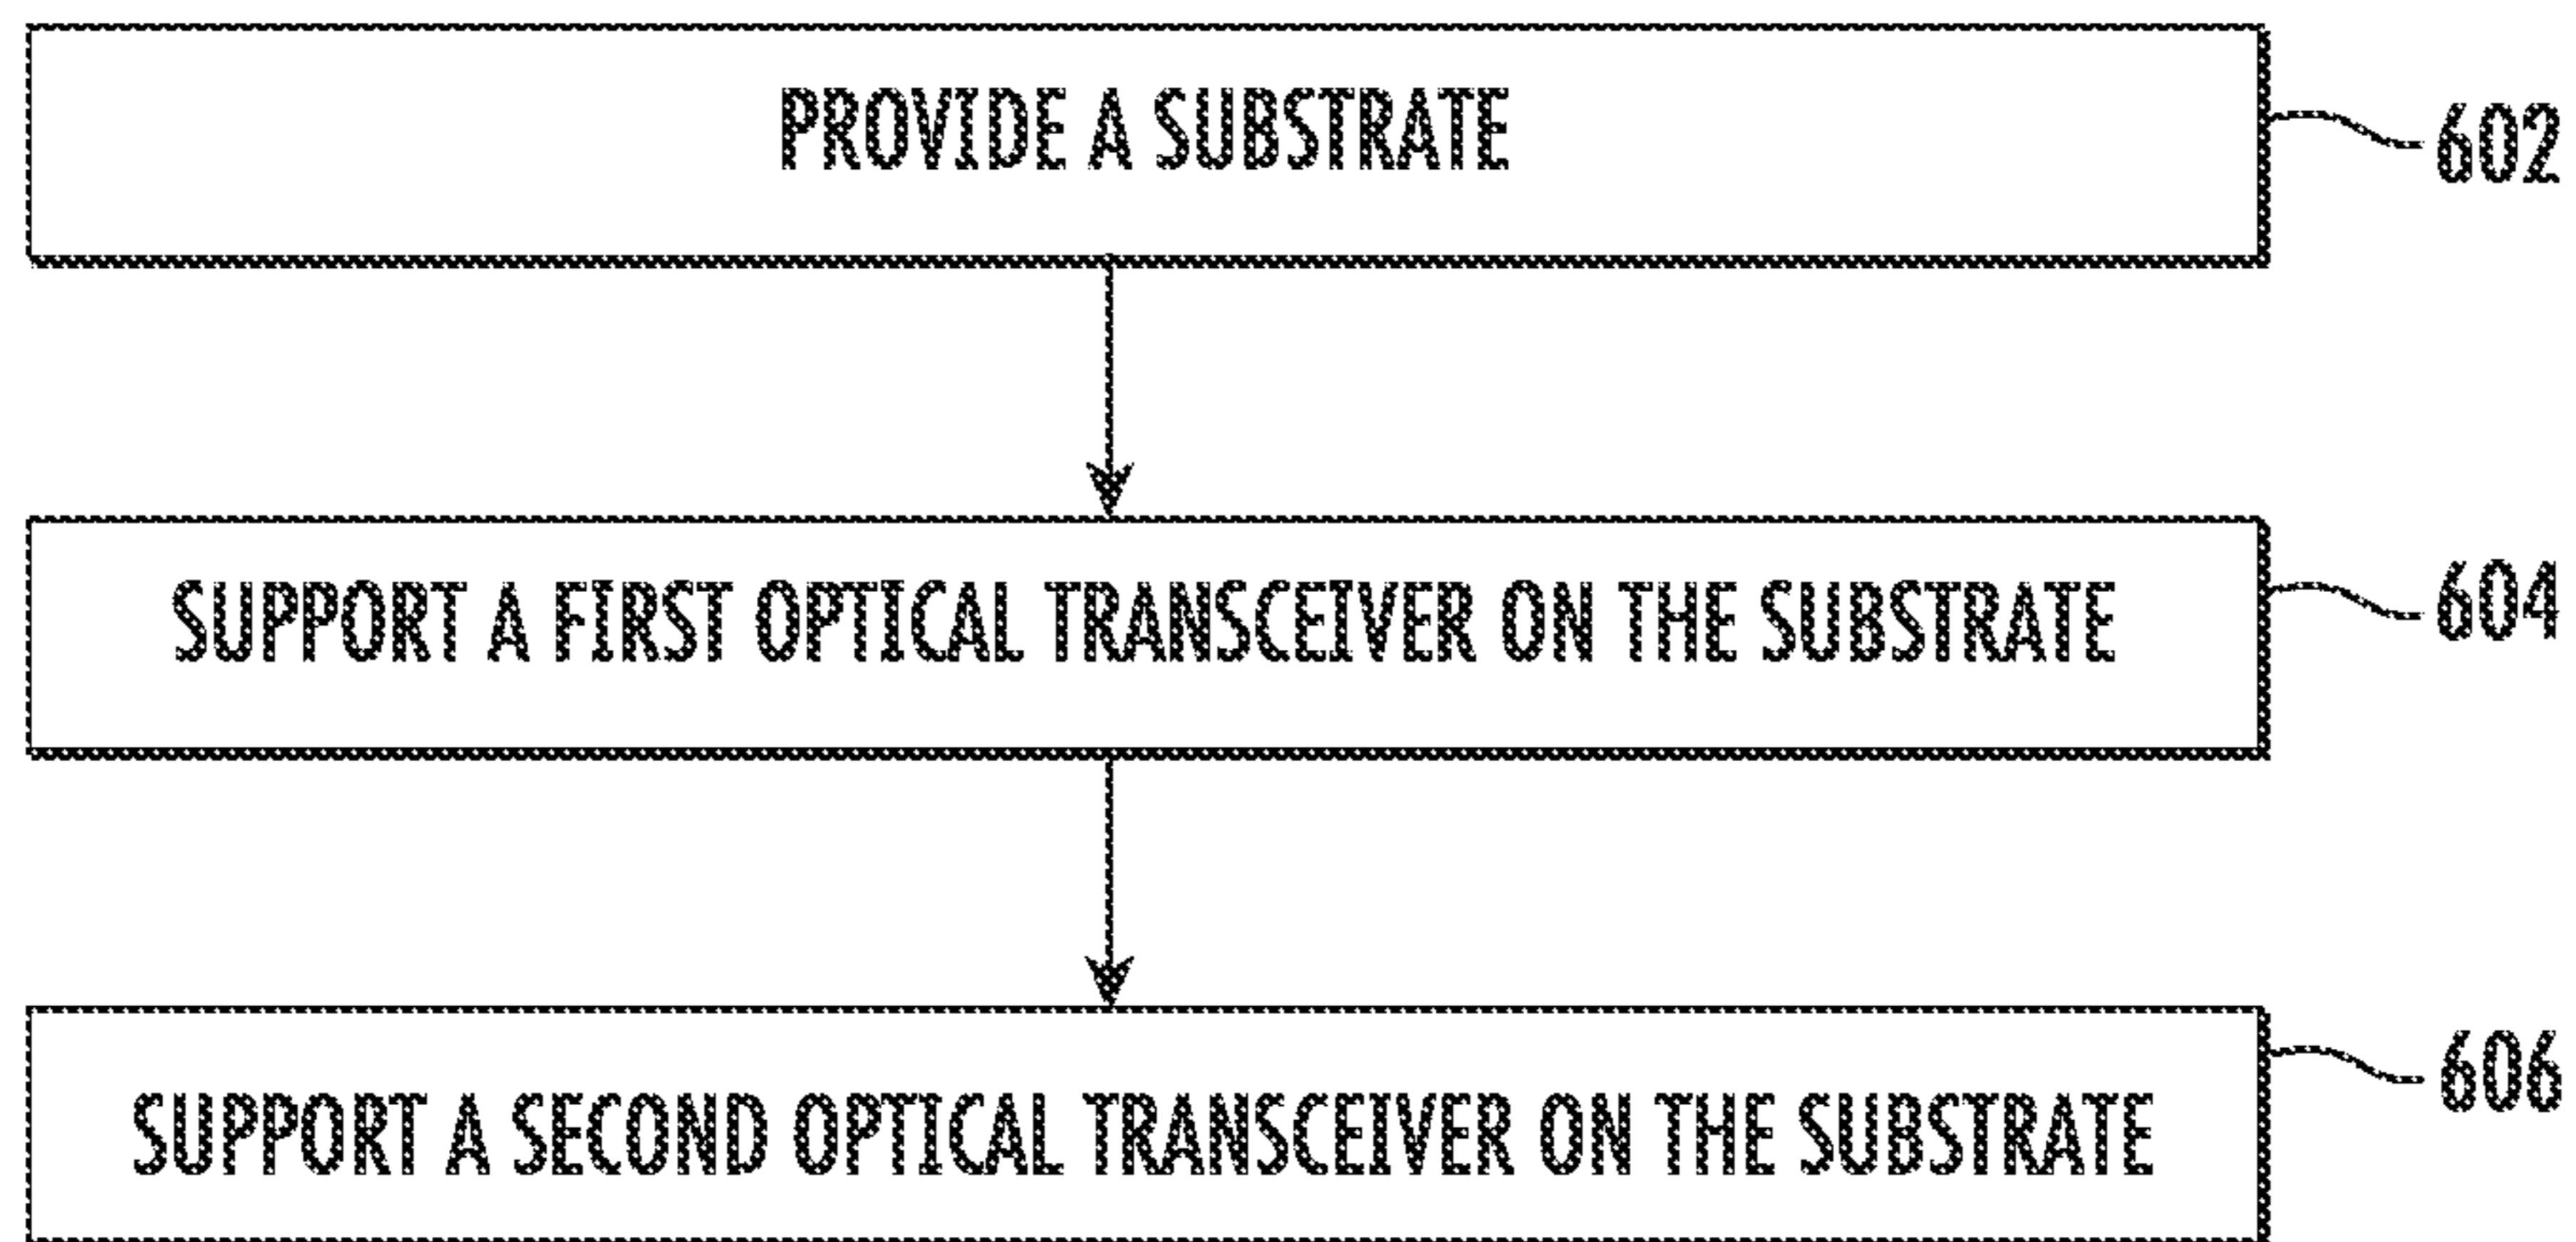 PROVIDE A SUBSTRATE
602
SUPPORT A FIRST OPTICAL TRANSCEIVER ON THE SUBSTRATE
604
SUPPORT A SECOND OPTICAL TRANSCEIVER ON THE SUBSTRATE
606